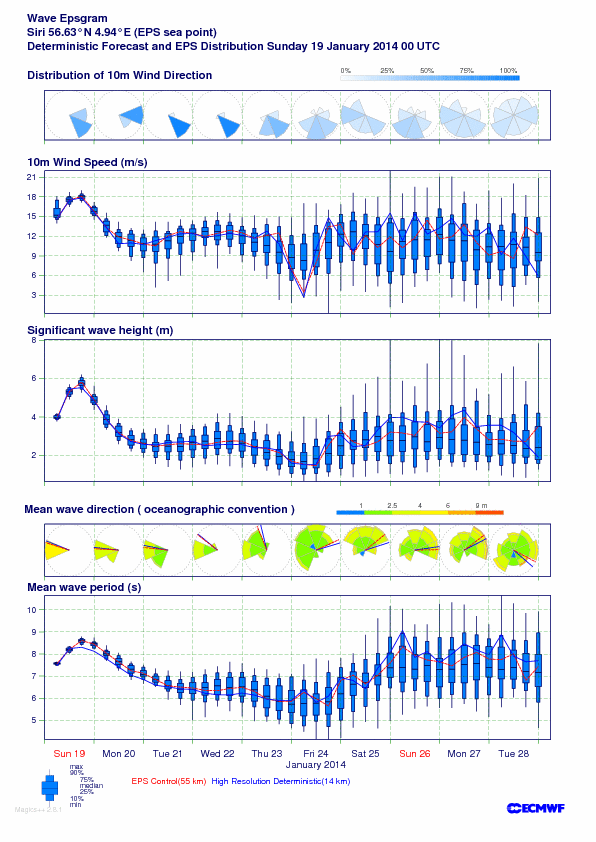 Wave Epsgram
Siri 56.63°N 4.94°E (EPS sea point)
Deterministic Forecast and EPS Distribution Sunday 19 January 2014 00 UTC
Distribution of 10m Wind Direction
0% 25% 50% 75% 100%
10m Wind Speed (m/s)
21
18
15
12
9
6
3
Significant wave height (m)
8
6
4
2
Mean wave direction ( oceanographic convention )
1 2.5 4 6 9 m
Mean wave period (s)
10
9
8
7
6
5
Sun 19 Mon 20 Tue 21 Wed 22 Thu 23 Fri 24 Sat 25 Sun 26 Mon 27 Tue 28
January 2014
max
90%
75%
median
25%
10%
min
EPS Control(55 km) High Resolution Deterministic(14 km)
ECMWF